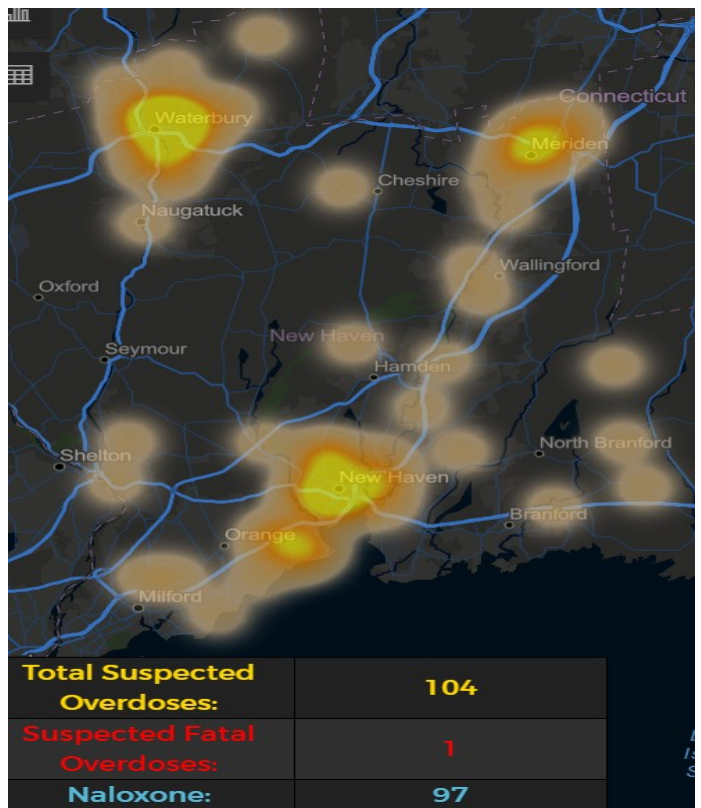 Waterbury
Connecticut
Meriden
Cheshire
Naugatuck
Wallingford
Oxford
New Haven
Seymour
Hamden
North Branford
Shelton
New Haven
Branford
Orange
Milford
Total Suspected
Overdoses:
104
Suspected Fatal
Overdoses:
1
Naloxone:
97